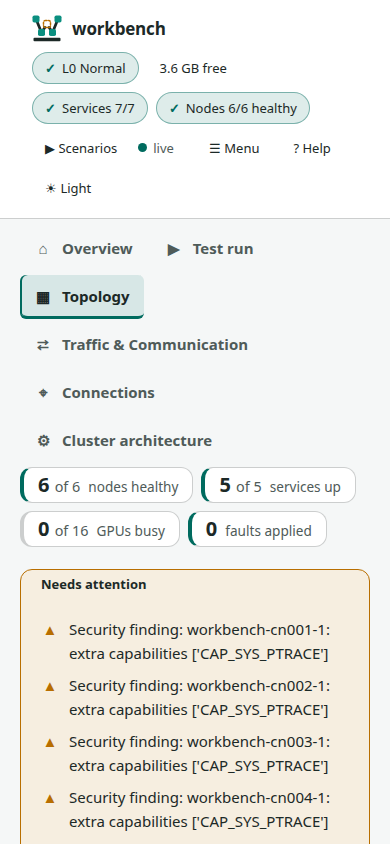 workbench
✓ L0 Normal 3.6 GB free
✓ Services 7/7 ✓ Nodes 6/6 healthy
▶ Scenarios ● live ☰ Menu ? Help
☀ Light
⌂ Overview ▶ Test run
▦ Topology
⇄ Traffic & Communication
⌖ Connections
⚙ Cluster architecture
6 of 6 nodes healthy 5 of 5 services up
0 of 16 GPUs busy 0 faults applied
Needs attention
▲ Security finding: workbench-cn001-1:
extra capabilities ['CAP_SYS_PTRACE']
▲ Security finding: workbench-cn002-1:
extra capabilities ['CAP_SYS_PTRACE']
▲ Security finding: workbench-cn003-1:
extra capabilities ['CAP_SYS_PTRACE']
▲ Security finding: workbench-cn004-1:
extra capabilities ['CAP_SYS_PTRACE']